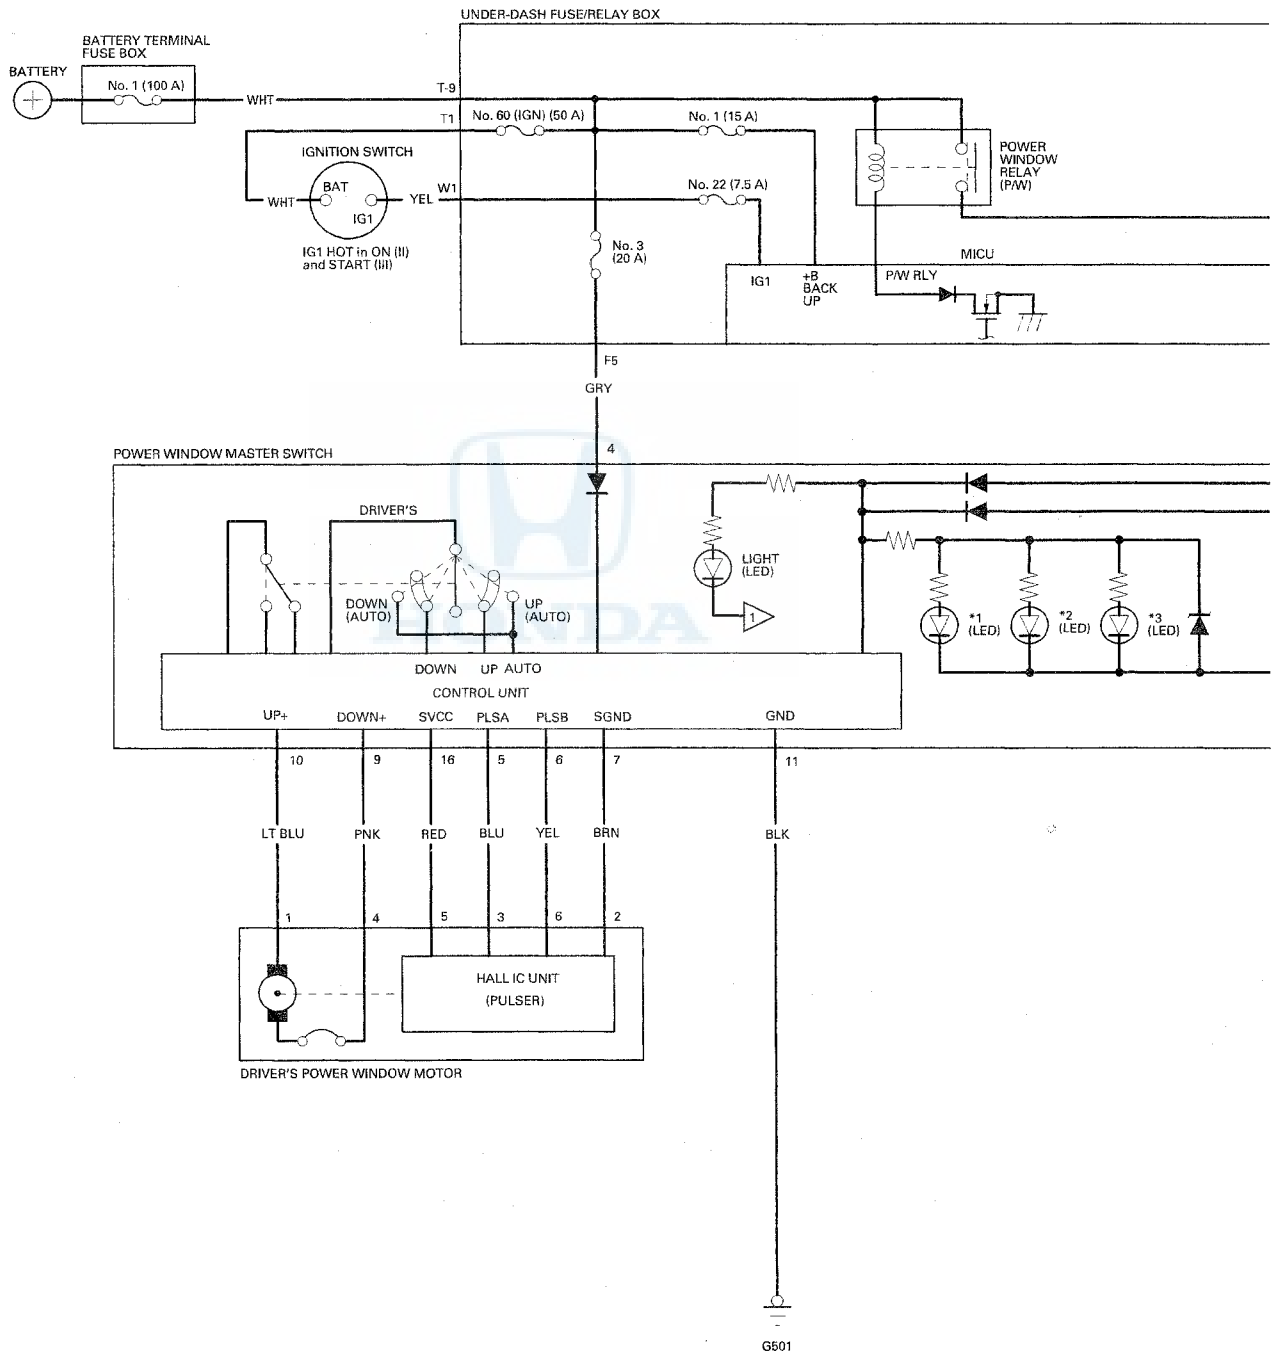 UNDER-DASH FUSE/RELAY BOX
BATTERY TERMINAL
FUSE BOX
BATTERY
No. 1 (100 A)
WHT
T-9
T1
No. 60 (IGN) (50 A)
No. 1 (15 A)
IGNITION SWITCH
BAT
IG1
WHT
YEL
W1
No. 22 (7.5 A)
POWER
WINDOW
RELAY
(P/W)
IG1 HOT in ON (II)
and START (III)
No. 3
(20 A)
MICU
IG1
+B
BACK
UP
P/W RLY
F5
GRY
4
POWER WINDOW MASTER SWITCH
DRIVER'S
DOWN
(AUTO)
UP
(AUTO)
HONDA
LIGHT
(LED)
1
*1
(LED)
*2
(LED)
*3
(LED)
DOWN
UP
AUTO
CONTROL UNIT
UP+
DOWN+
SVCC
PLSA
PLSB
SGND
GND
10
9
16
5
6
7
11
LT BLU
PNK
RED
BLU
YEL
BRN
BLK
1
4
5
3
6
2
HALL IC UNIT
(PULSER)
DRIVER'S POWER WINDOW MOTOR
G501